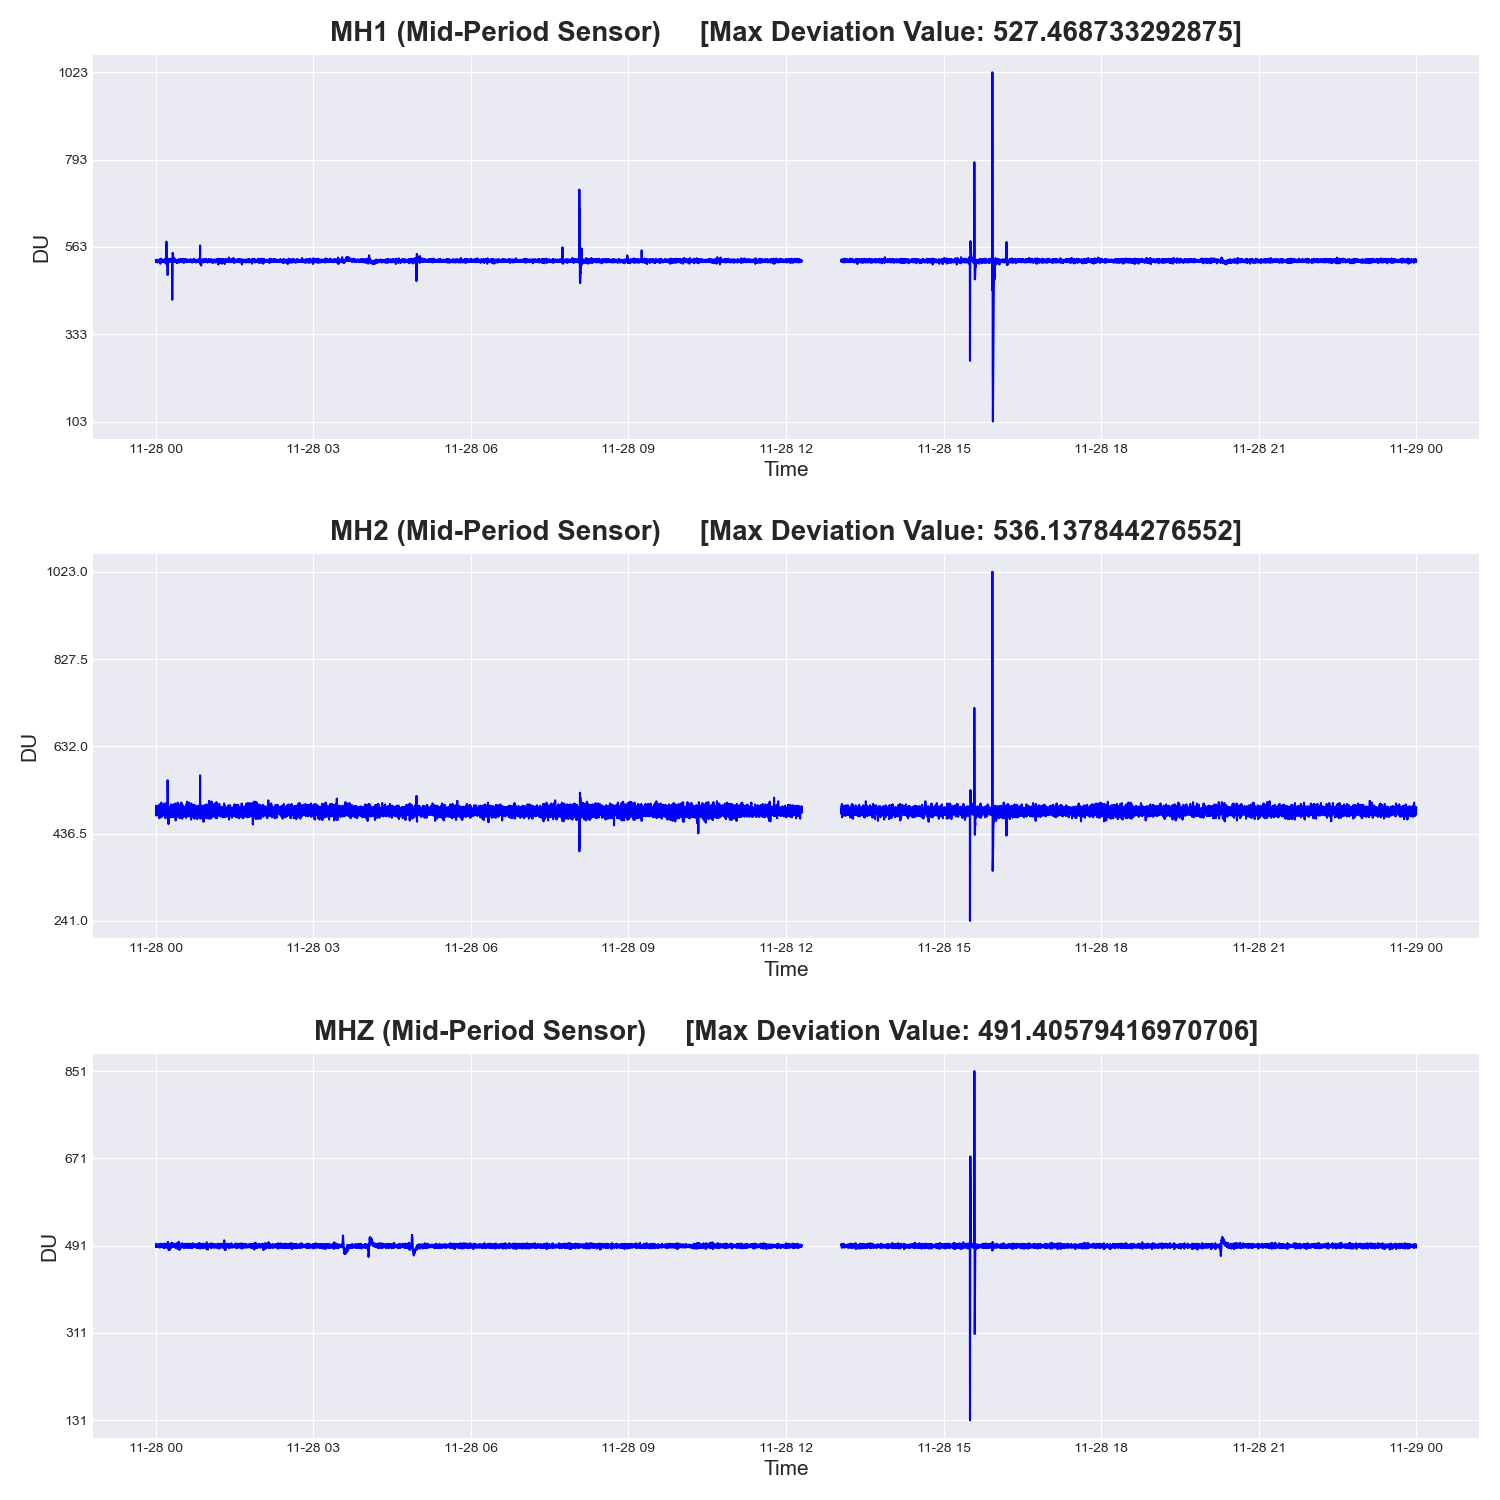 MH1 (Mid-Period Sensor) [Max Deviation Value: 527.468733292875]
1023
793
563
333
103
DU
11-28 00 11-28 03 11-28 06 11-28 09 11-28 12 11-28 15 11-28 18 11-28 21 11-29 00
Time
MH2 (Mid-Period Sensor) [Max Deviation Value: 536.137844276552]
1023.0
827.5
632.0
436.5
241.0
DU
11-28 00 11-28 03 11-28 06 11-28 09 11-28 12 11-28 15 11-28 18 11-28 21 11-29 00
Time
MHZ (Mid-Period Sensor) [Max Deviation Value: 491.40579416970706]
851
671
491
311
131
DU
11-28 00 11-28 03 11-28 06 11-28 09 11-28 12 11-28 15 11-28 18 11-28 21 11-29 00
Time